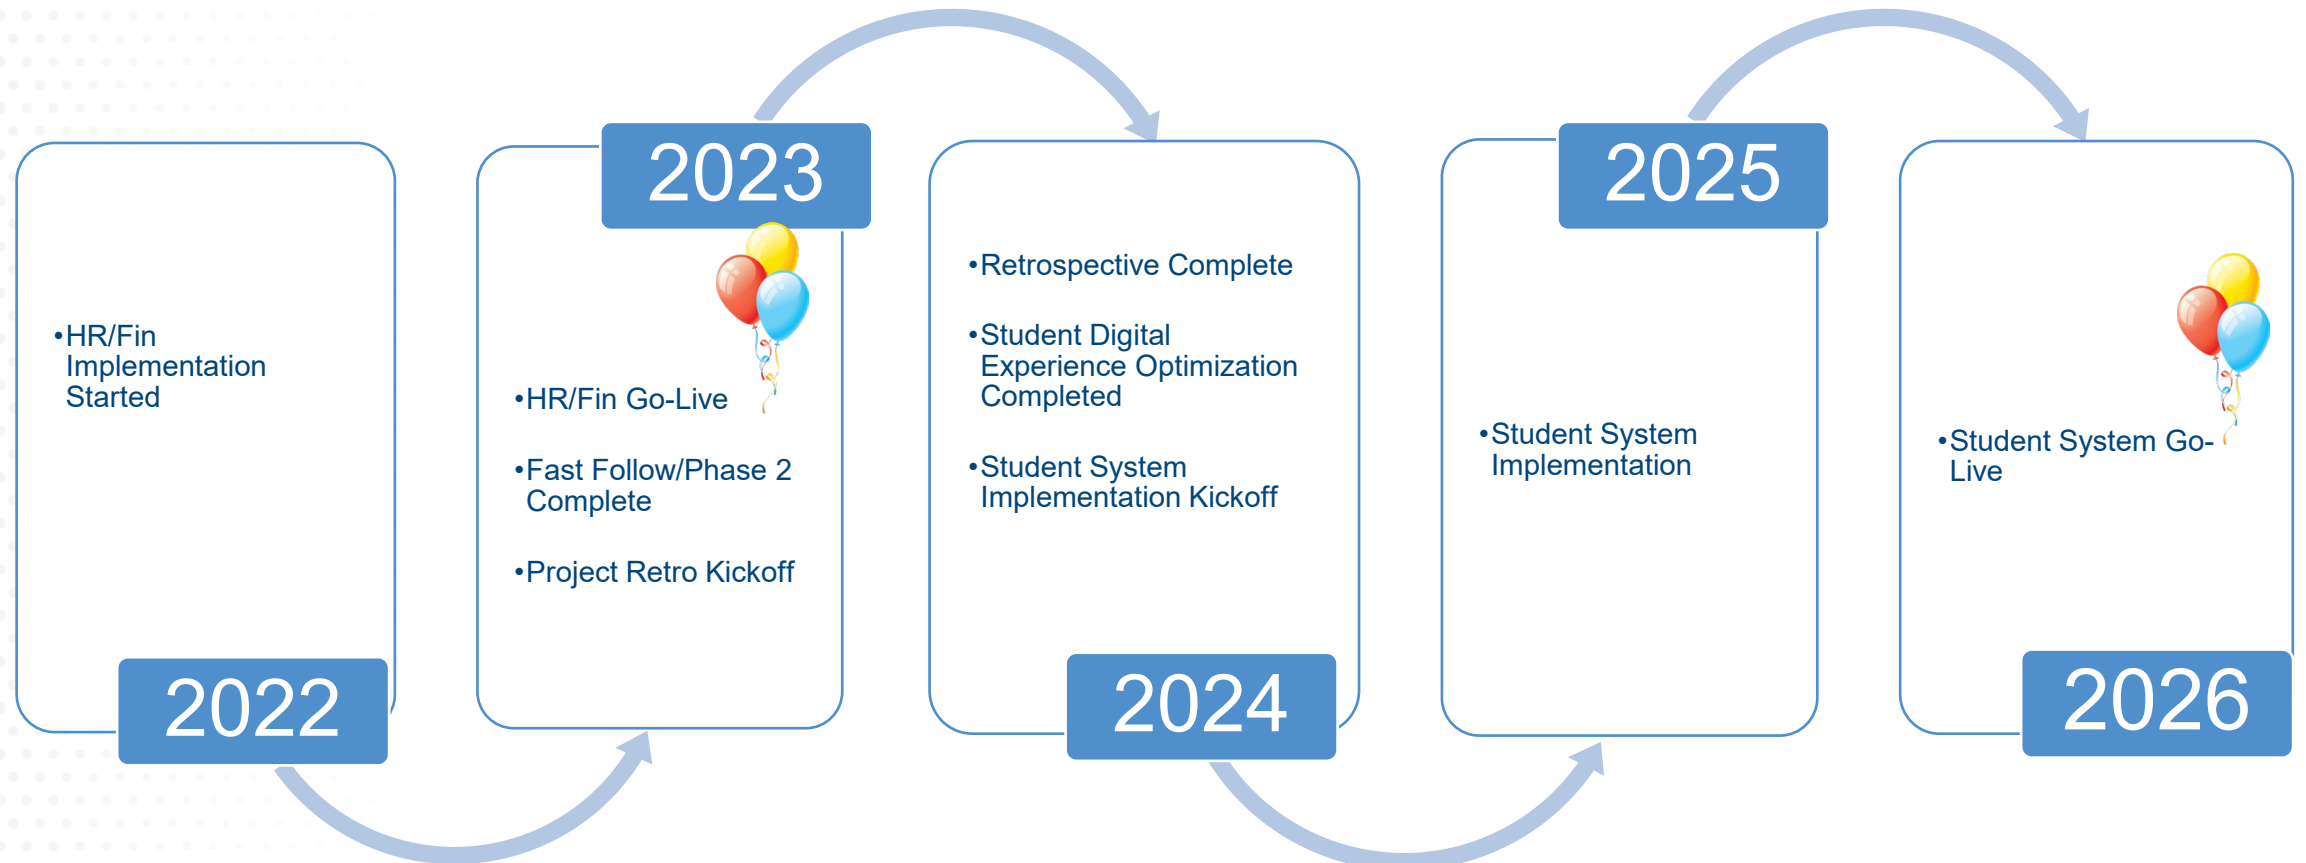 •HR/Fin
Implementation
Started
2022
2023
•HR/Fin Go-Live
•Fast Follow/Phase 2
Complete
•Project Retro Kickoff
•Retrospective Complete
•Student Digital
Experience Optimization
Completed
•Student System
Implementation Kickoff
2024
2025
•Student System
Implementation
•Student System Go-
Live
2026